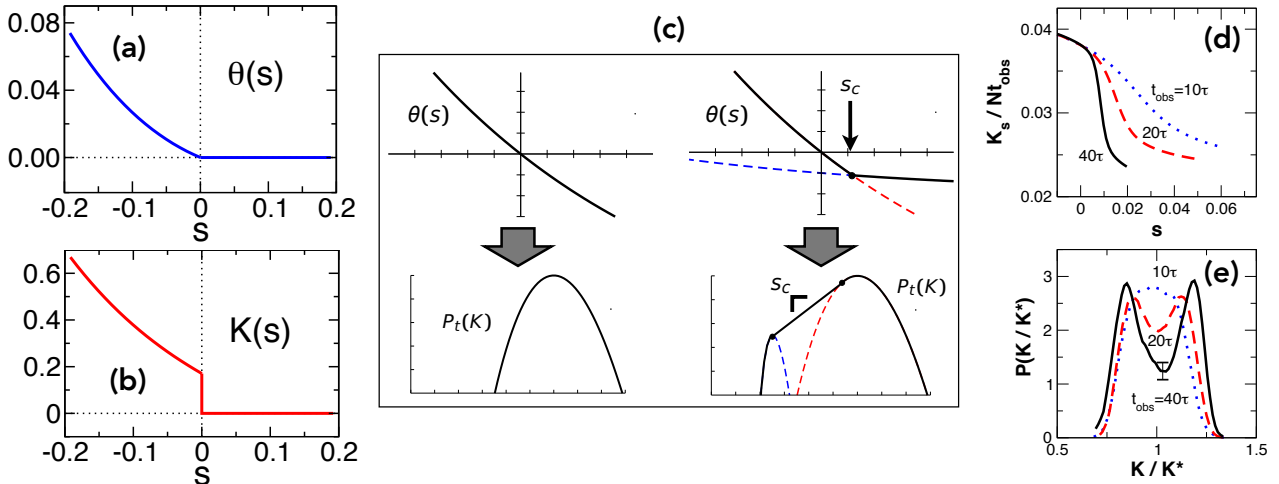 (a)
θ(s)
0.08
0.04
0.00
-0.2 -0.1 0 0.1 0.2
S
(b)
K(s)
0.6
0.4
0.2
0
-0.2 -0.1 0 0.1 0.2
S
(c)
θ(s)
θ(s)
s_c
P_t(K)
s_c
P_t(K)
(d)
K_s / Nt_obs
0.04
0.03
0.02
t_obs=10τ
20τ
40τ
0 0.02 0.04 0.06
s
(e)
P(K / K*)
3
2
1
0
10τ
20τ
t_obs=40τ
0.5 1 1.5
K / K*